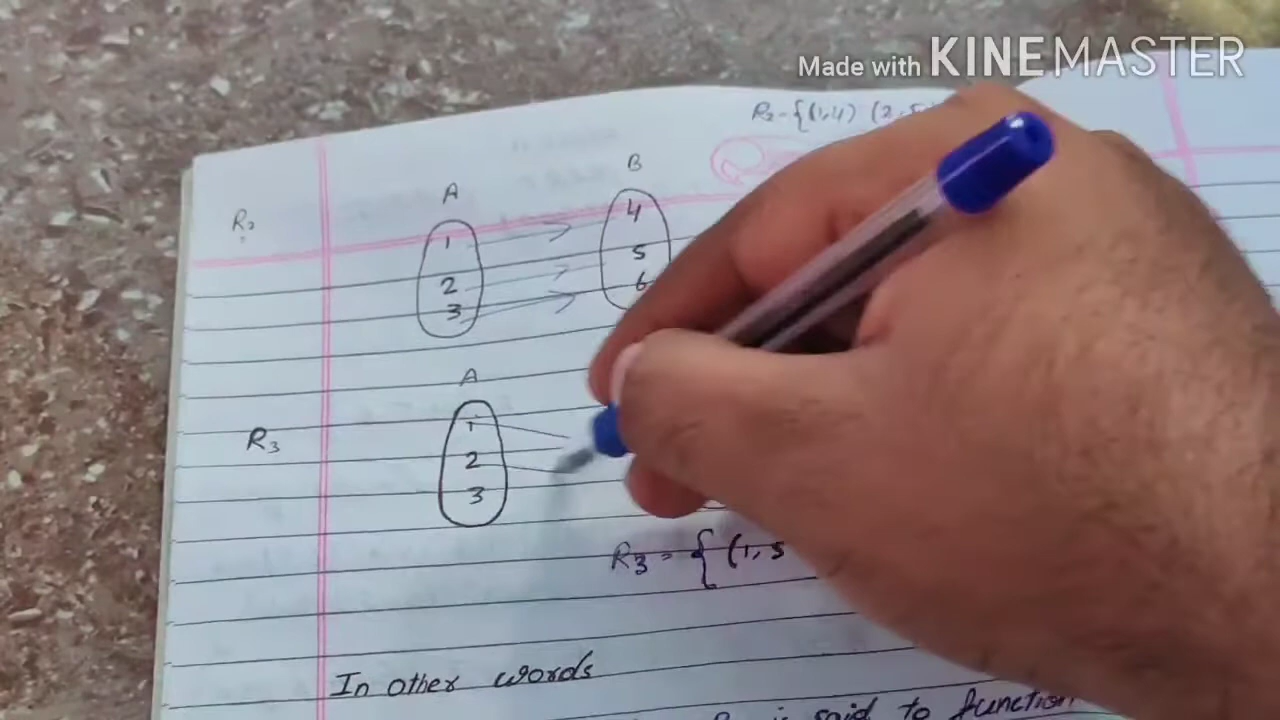 Made with KINEMASTER
R2 = {(1,4) (2,5)
A B
R2
1 4
2 5
3 6
A
R3
1
2
3
R3 = { (1, 5
In other words
is said to function